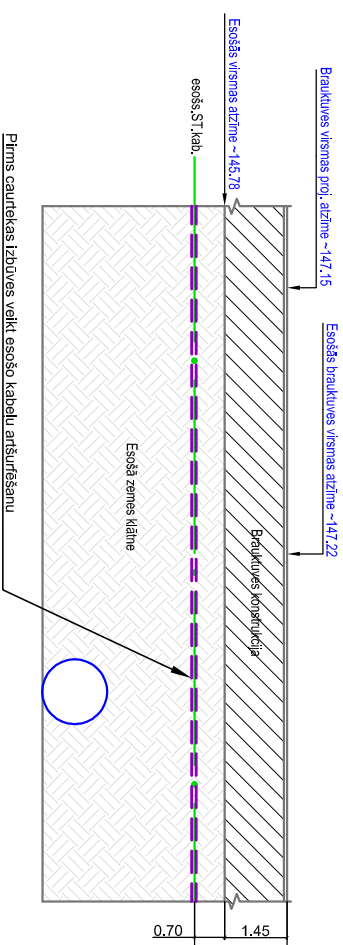 Esošās brauktuves virsmas atzīme ~147.22
Brauktuves virsmas proj. atzīme ~147.15
Esošās virsmas atzīme ~145.78
esošs.ST.kab.
Brauktuves konstrukcija
Esošā zemes klātne
1.45
0.70
Pirms caurtekas izbūves veikt esošo kabeļu atšurfēšanu